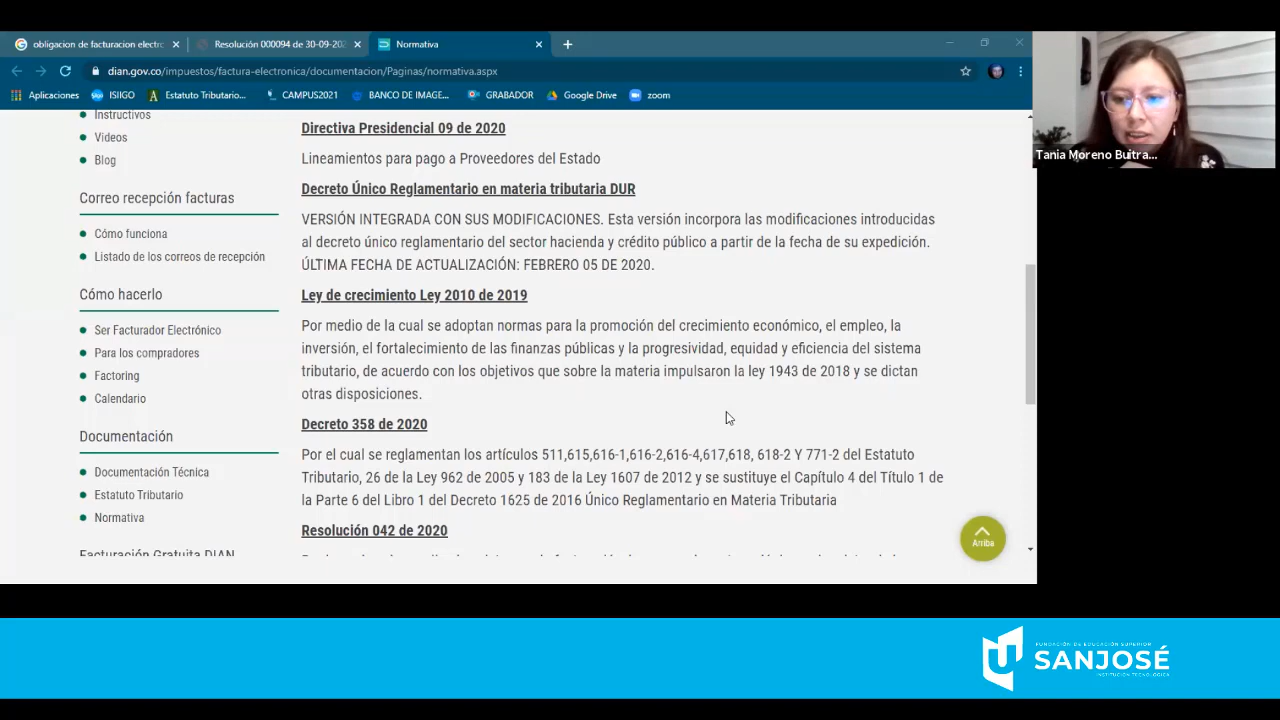 obligacion de facturacion electr
Resolución 000094 de 30-09-202
Normativa
dian.gov.co/impuestos/factura-electronica/documentacion/Paginas/normativa.aspx
Aplicaciones
ISIIGO
Estatuto Tributario...
CAMPUS2021
BANCO DE IMAGE...
GRABADOR
Google Drive
zoom
Instructivos
Videos
Blog
Correo recepción facturas
Cómo funciona
Listado de los correos de recepción
Cómo hacerlo
Ser Facturador Electrónico
Para los compradores
Factoring
Calendario
Documentación
Documentación Técnica
Estatuto Tributario
Normativa
Facturación Gratuita DIAN
Directiva Presidencial 09 de 2020
Lineamientos para pago a Proveedores del Estado
Decreto Único Reglamentario en materia tributaria DUR
VERSIÓN INTEGRADA CON SUS MODIFICACIONES. Esta versión incorpora las modificaciones introducidas
al decreto único reglamentario del sector hacienda y crédito público a partir de la fecha de su expedición.
ÚLTIMA FECHA DE ACTUALIZACIÓN: FEBRERO 05 DE 2020.
Ley de crecimiento Ley 2010 de 2019
Por medio de la cual se adoptan normas para la promoción del crecimiento económico, el empleo, la
inversión, el fortalecimiento de las finanzas públicas y la progresividad, equidad y eficiencia del sistema
tributario, de acuerdo con los objetivos que sobre la materia impulsaron la ley 1943 de 2018 y se dictan
otras disposiciones.
Decreto 358 de 2020
Por el cual se reglamentan los artículos 511,615,616-1,616-2,616-4,617,618, 618-2 Y 771-2 del Estatuto
Tributario, 26 de la Ley 962 de 2005 y 183 de la Ley 1607 de 2012 y se sustituye el Capítulo 4 del Título 1 de
la Parte 6 del Libro 1 del Decreto 1625 de 2016 Único Reglamentario en Materia Tributaria
Resolución 042 de 2020
Arriba
Tania Moreno Buitra...
FUNDACIÓN DE EDUCACIÓN SUPERIOR
SANJOSÉ
INSTITUCIÓN TECNOLÓGICA